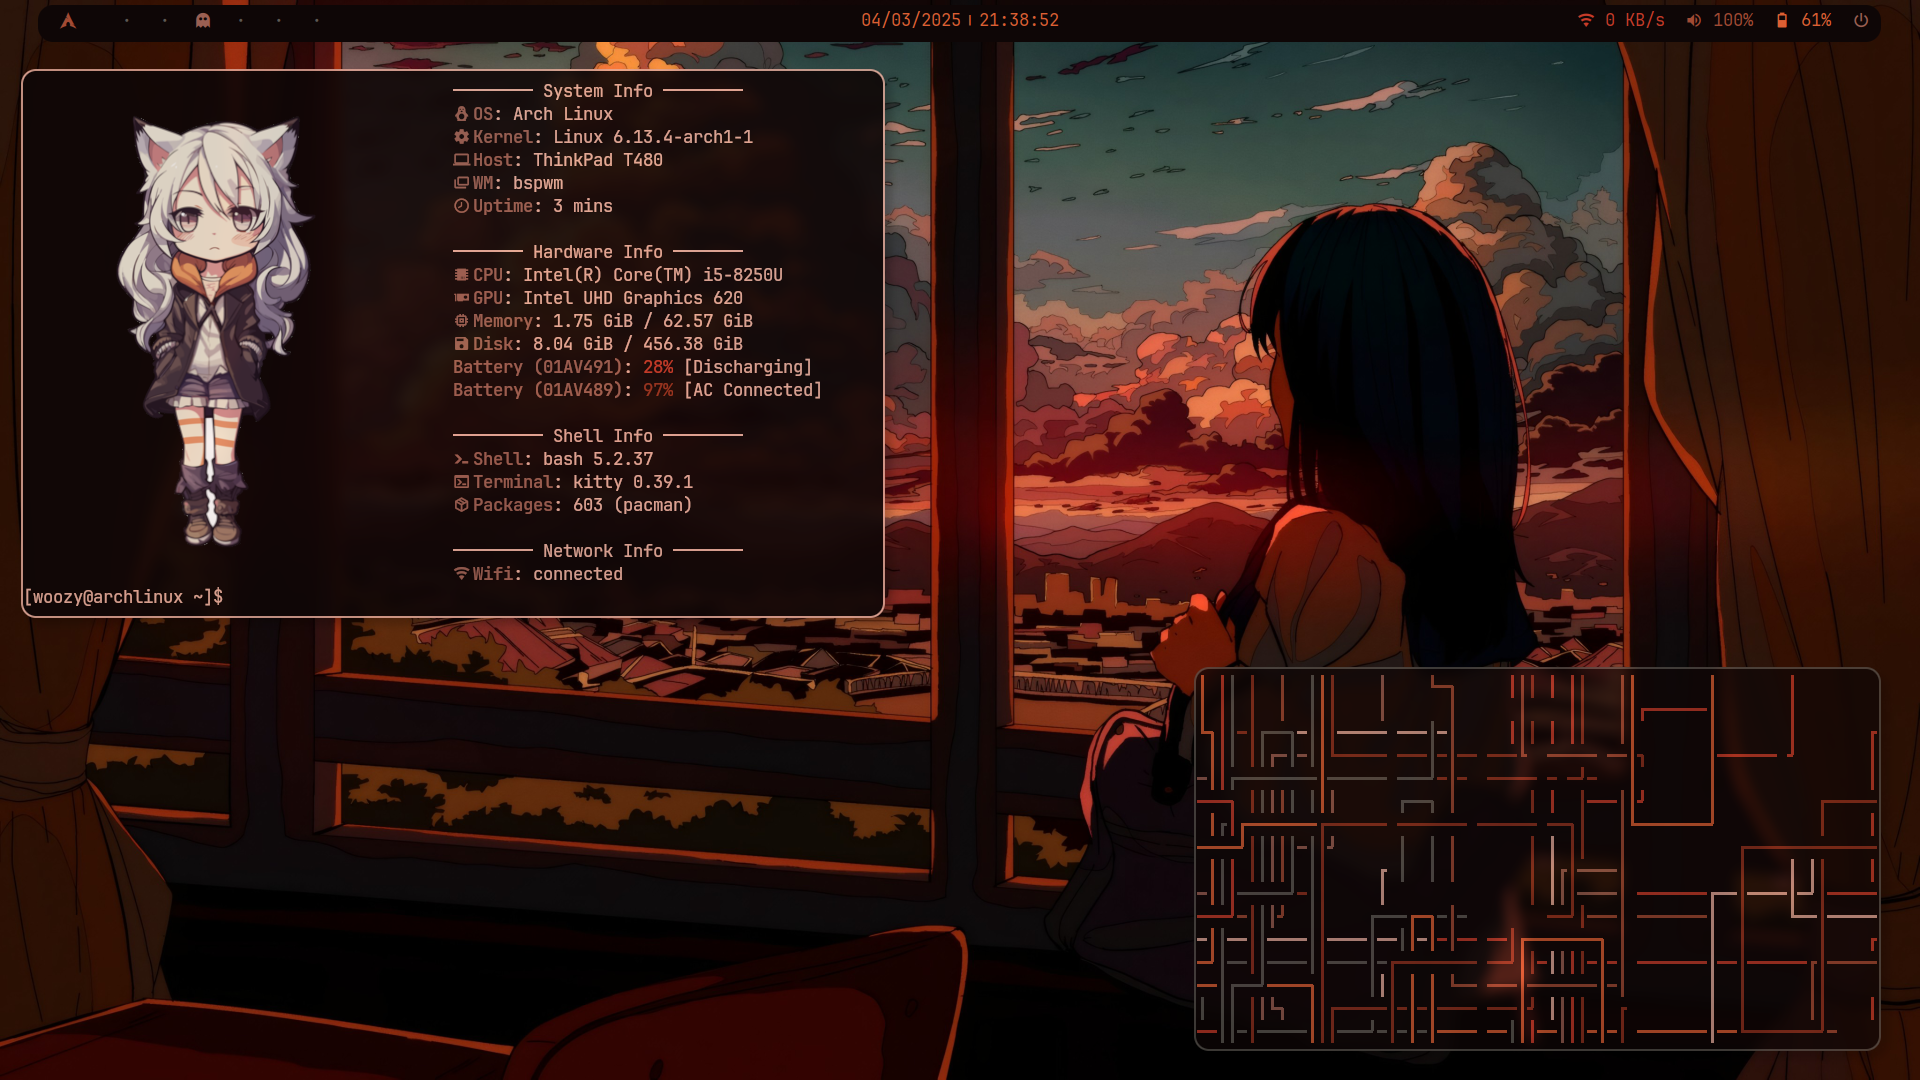 04/03/2025 | 21:38:52
0 KB/s 100% 61%
System Info
OS: Arch Linux
Kernel: Linux 6.13.4-arch1-1
Host: ThinkPad T480
WM: bspwm
Uptime: 3 mins
Hardware Info
CPU: Intel(R) Core(TM) i5-8250U
GPU: Intel UHD Graphics 620
Memory: 1.75 GiB / 62.57 GiB
Disk: 8.04 GiB / 456.38 GiB
Battery (01AV491): 28% [Discharging]
Battery (01AV489): 97% [AC Connected]
Shell Info
Shell: bash 5.2.37
Terminal: kitty 0.39.1
Packages: 603 (pacman)
Network Info
Wifi: connected
[woozy@archlinux ~]$